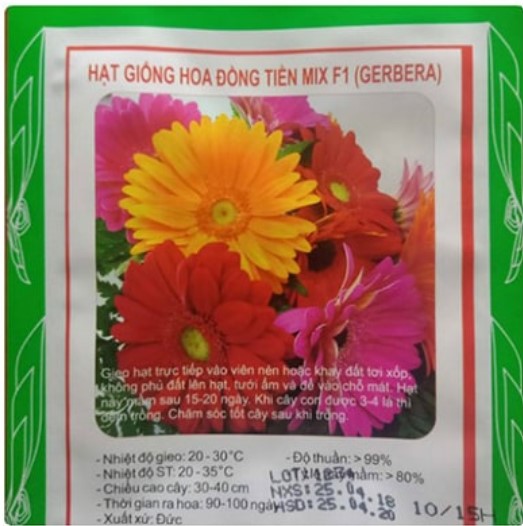 HẠT GIỐNG HOA ĐỒNG TIỀN MIX F1 (GERBERA)
Gieo hạt trực tiếp vào viên nén hoặc khay đất tơi xốp,
không phủ đất lên hạt, tưới ẩm và để vào chỗ mát. Hạt
nảy mầm sau 15-20 ngày. Khi cây con được 3-4 lá thì
đem trồng. Chăm sóc tốt cây sau khi trồng.
- Nhiệt độ gieo: 20 - 30°C - Độ thuần: > 99%
- Nhiệt độ ST: 20 - 35°C mầm: > 80%
- Chiều cao cây: 30-40 cm NXS: 25.04.18
- Thời gian ra hoa: 90-100 ngày HSD: 25.04.20 10/15H
- Xuất xứ: Đức